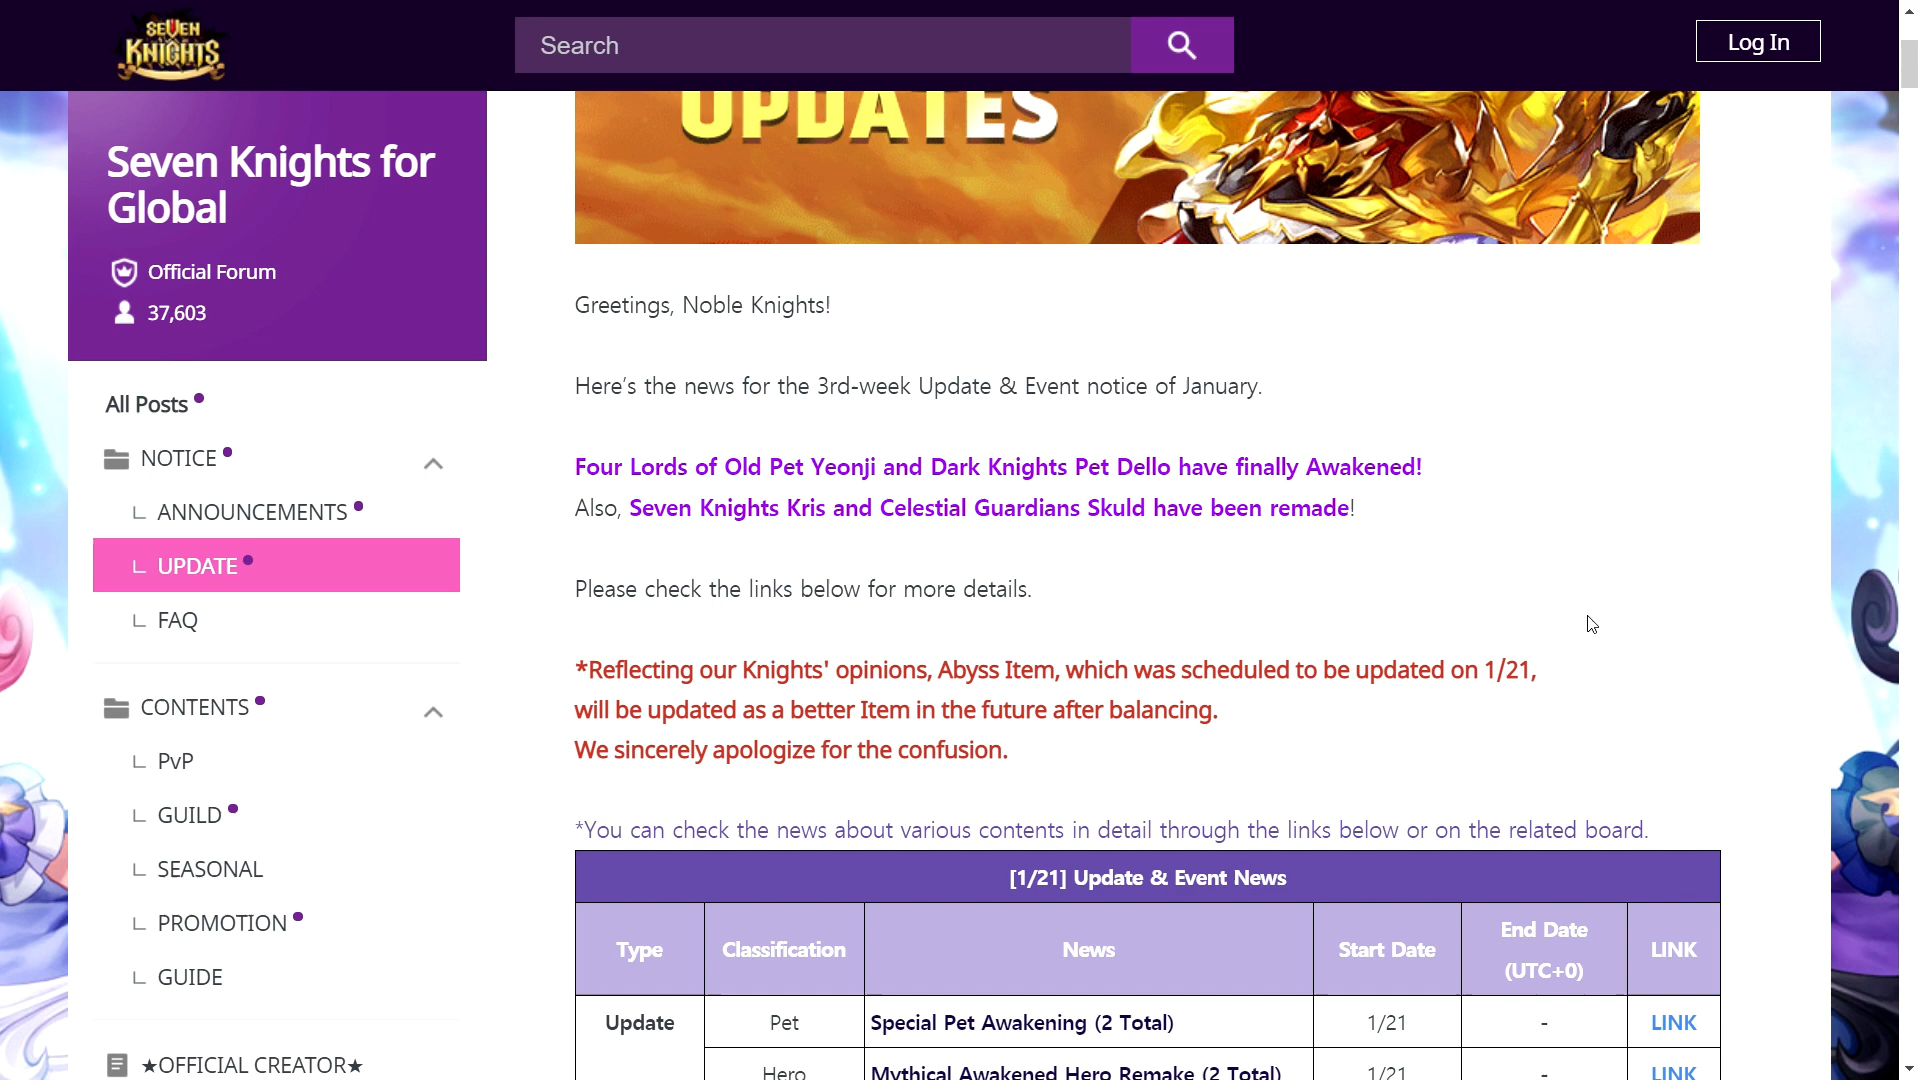 SEVEN
KNIGHTS
Search
Log In
Seven Knights for
Global
Official Forum
37,603
All Posts
NOTICE
ANNOUNCEMENTS
UPDATE
FAQ
CONTENTS
PvP
GUILD
SEASONAL
PROMOTION
GUIDE
★OFFICIAL CREATOR★
UPDATES
Greetings, Noble Knights!
Here's the news for the 3rd-week Update & Event notice of January.
Four Lords of Old Pet Yeonji and Dark Knights Pet Dello have finally Awakened!
Also, Seven Knights Kris and Celestial Guardians Skuld have been remade!
Please check the links below for more details.
*Reflecting our Knights' opinions, Abyss Item, which was scheduled to be updated on 1/21,
will be updated as a better Item in the future after balancing.
We sincerely apologize for the confusion.
*You can check the news about various contents in detail through the links below or on the related board.
[1/21] Update & Event News
Type Classification News Start Date End Date (UTC+0) LINK
Update Pet Special Pet Awakening (2 Total) 1/21 - LINK
Hero Mythical Awakened Hero Remake (2 Total) 1/21 - LINK